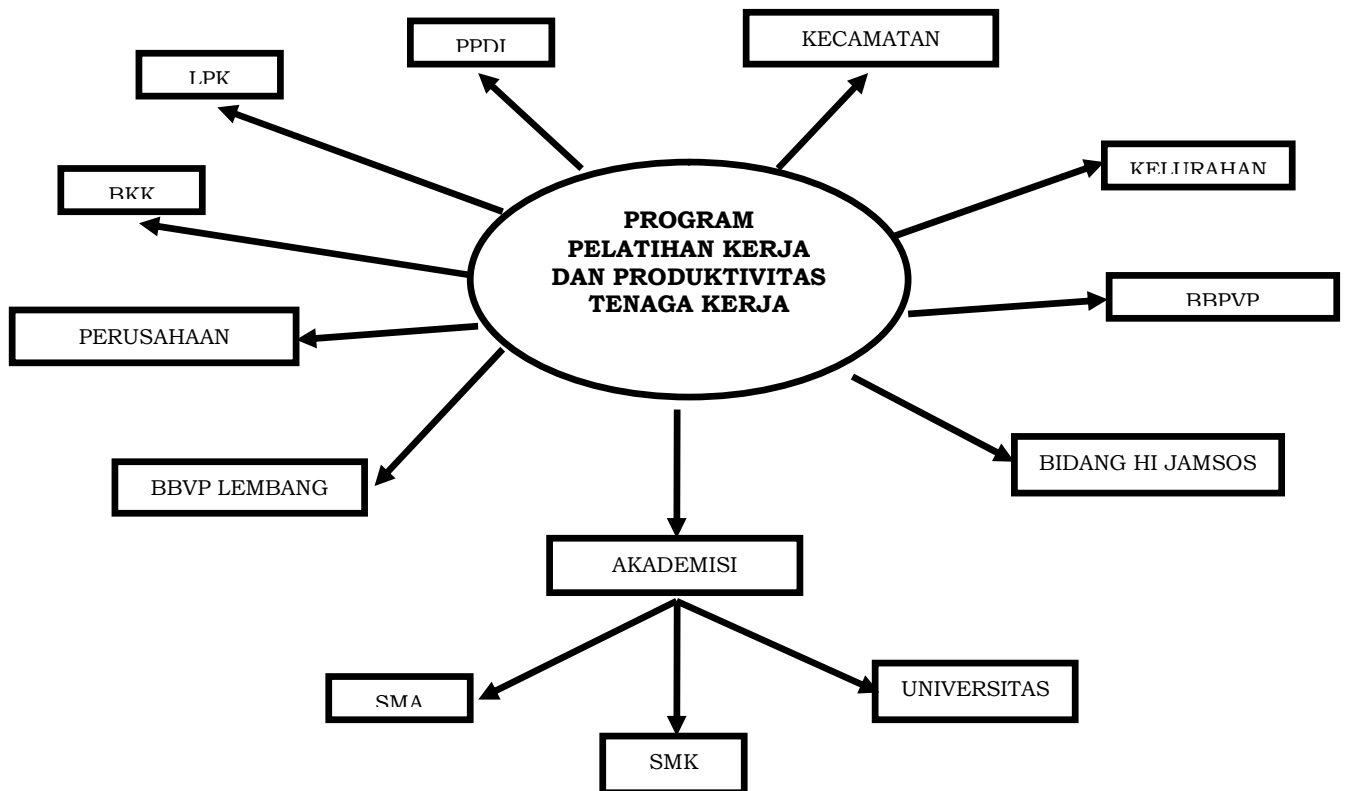 PPDI
KECAMATAN
LPK
KELURAHAN
BKK
PROGRAM
PELATIHAN KERJA
DAN PRODUKTIVITAS
TENAGA KERJA
BBPVP
PERUSAHAAN
BIDANG HI JAMSOS
BBVP LEMBANG
AKADEMISI
UNIVERSITAS
SMA
SMK